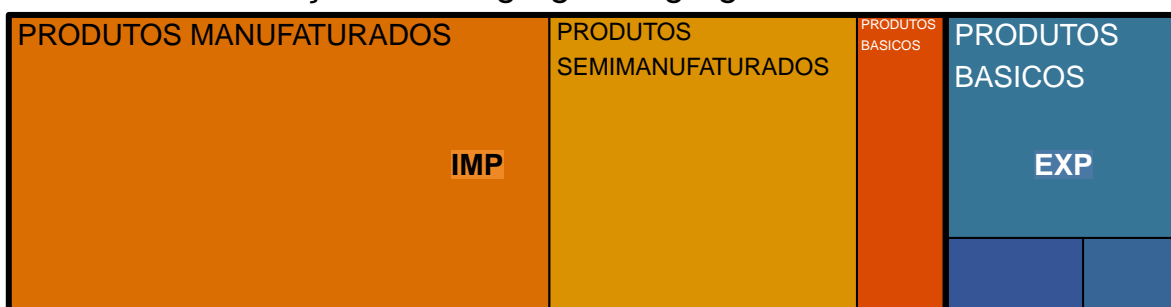 PRODUTOS MANUFATURADOS
IMP
PRODUTOS
SEMIMANUFATURADOS
PRODUTOS
BASICOS
PRODUTOS
BASICOS
EXP